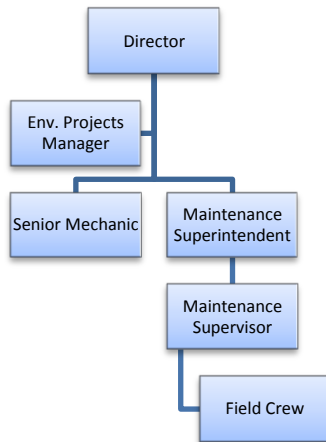 Director
Env. Projects
Manager
Senior Mechanic
Maintenance
Superintendent
Maintenance
Supervisor
Field Crew